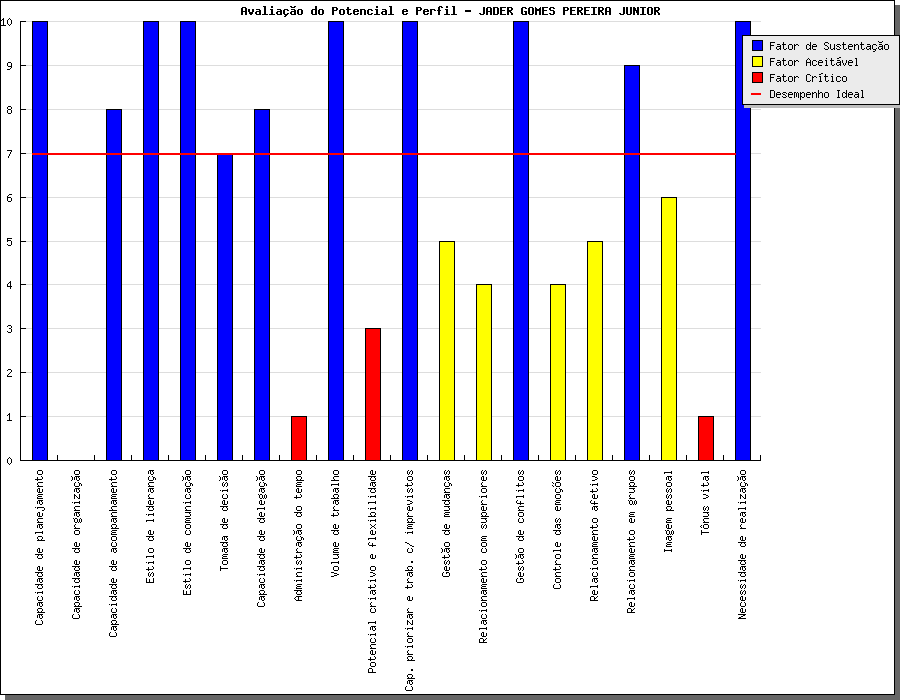 Avaliação do Potencial e Perfil - JADER GOMES PEREIRA JUNIOR
Fator de Sustentação
Fator Aceitável
Fator Crítico
Desempenho Ideal
10
9
8
7
6
5
4
3
2
1
0
Capacidade de planejamento
Capacidade de organização
Capacidade de acompanhamento
Estilo de liderança
Estilo de comunicação
Tomada de decisão
Capacidade de delegação
Administração do tempo
Volume de trabalho
Potencial criativo e flexibilidade
Cap. priorizar e trab. c/ imprevistos
Gestão de mudanças
Relacionamento com superiores
Gestão de conflitos
Controle das emoções
Relacionamento afetivo
Relacionamento em grupos
Imagem pessoal
Tônus vital
Necessidade de realização